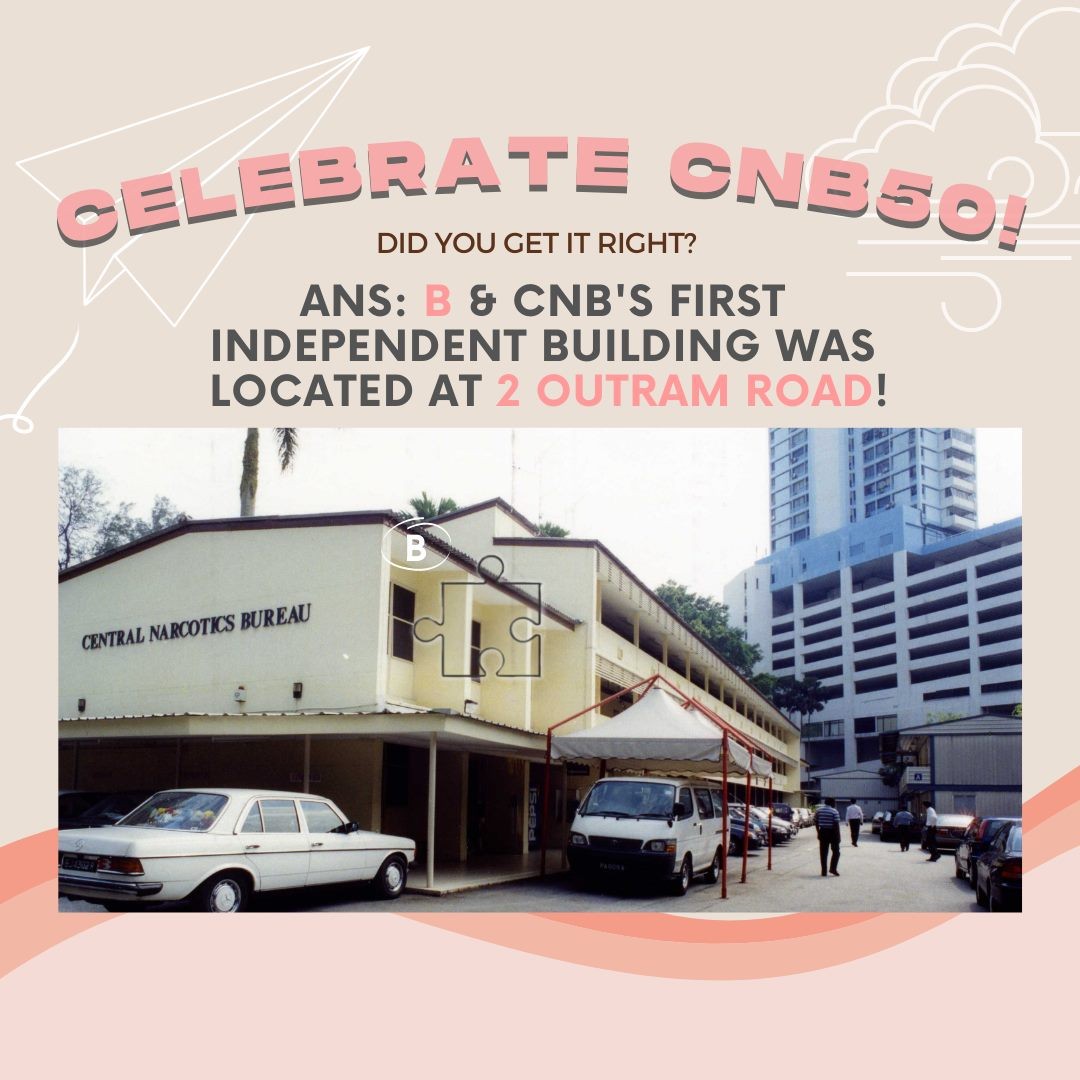 CELEBRATE CNB50!
DID YOU GET IT RIGHT?
ANS: B & CNB'S FIRST
INDEPENDENT BUILDING WAS
LOCATED AT 2 OUTRAM ROAD!
B
CENTRAL NARCOTICS BUREAU
PEPSI
A